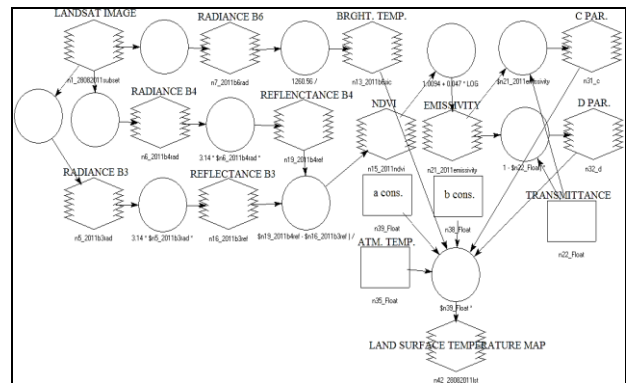 LANDSAT IMAGE
RADIANCE B6
BRGHT. TEMP.
C PAR.
n1_28082011subset
n7_2011b6rad
1260.56 /
n13_2011b6sic
1.0094 + 0.047 * LOG
$n21_2011emissivity
n31_c
RADIANCE B4
REFLENCTANCE B4
NDVI
EMISSIVITY
D PAR.
n6_2011b4rad
3.14 * $n6_2011b4rad *
n19_2011b4ref
n15_2011ndvi
n21_2011emissivity
1 - $n22_Float) *
n32_d
RADIANCE B3
REFLECTANCE B3
a cons.
b cons.
TRANSMITTANCE
n5_2011b3rad
3.14 * $n5_2011b3rad *
n16_2011b3ref
$n19_2011b4ref - $n16_2011b3ref ) /
n39_Float
n38_Float
n22_Float
ATM. TEMP.
n35_Float
$n39_Float *
LAND SURFACE TEMPERATURE MAP
n42_28082011lst